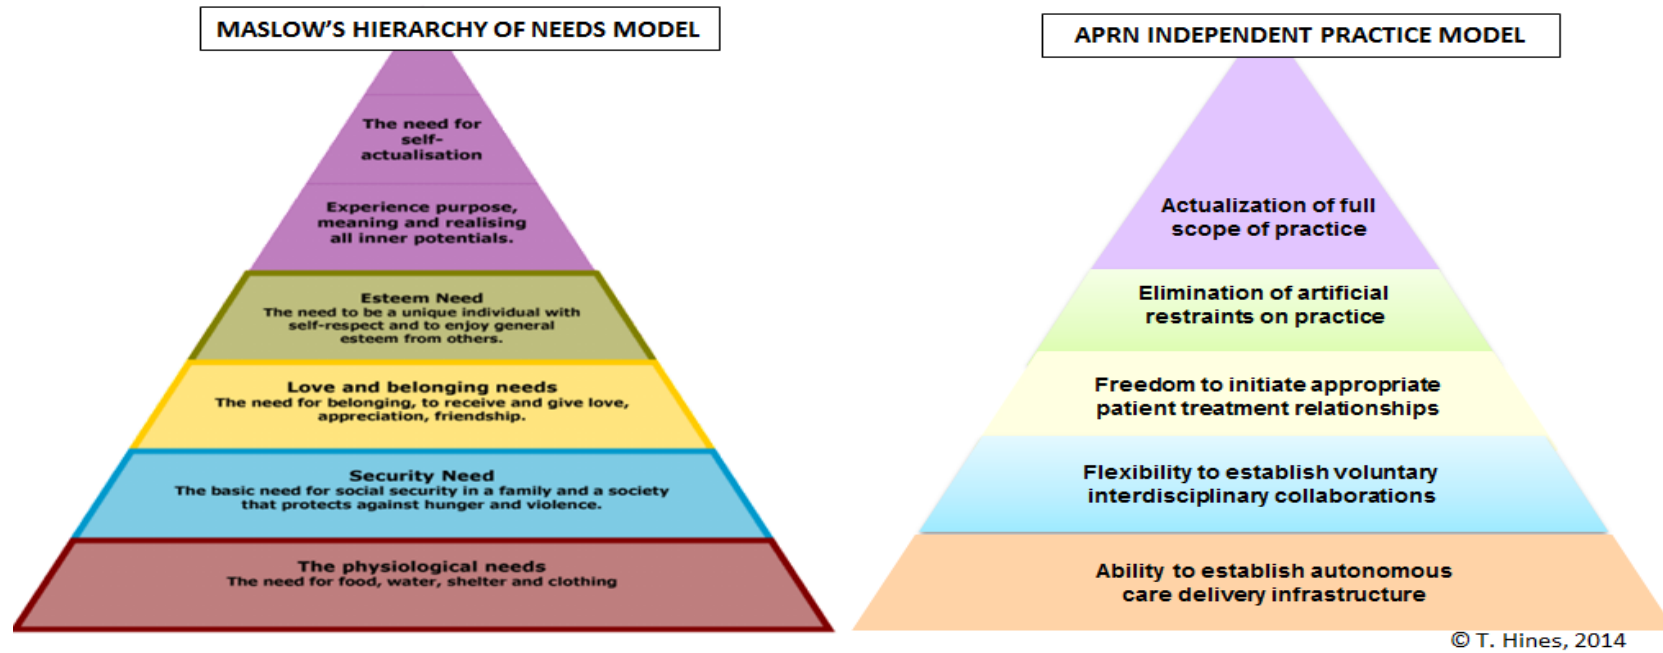 MASLOW'S HIERARCHY OF NEEDS MODEL
The need for
self-
actualisation
Experience purpose,
meaning and realising
all inner potentials.
Esteem Need
The need to be a unique individual with
self-respect and to enjoy general
esteem from others.
Love and belonging needs
The need for belonging, to receive and give love,
appreciation, friendship.
Security Need
The basic need for social security in a family and a society
that protects against hunger and violence.
The physiological needs
The need for food, water, shelter and clothing
APRN INDEPENDENT PRACTICE MODEL
Actualization of full
scope of practice
Elimination of artificial
restraints on practice
Freedom to initiate appropriate
patient treatment relationships
Flexibility to establish voluntary
interdisciplinary collaborations
Ability to establish autonomous
care delivery infrastructure
© T. Hines, 2014